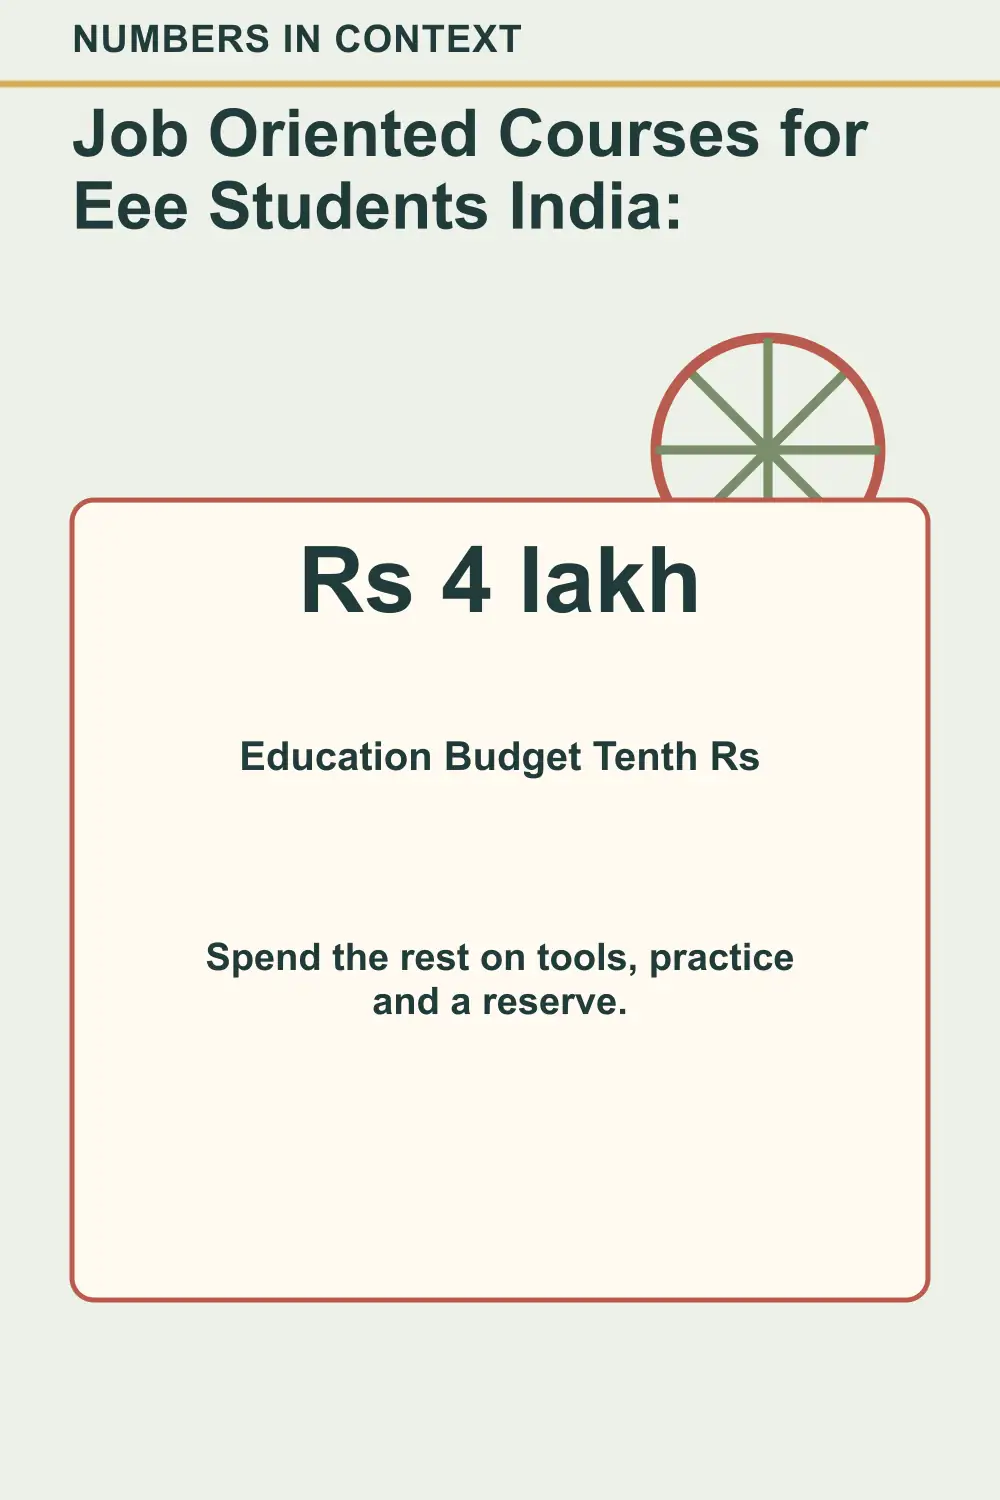 NUMBERS IN CONTEXT
Job Oriented Courses for
Eee Students India:
Rs 4 lakh
Education Budget Tenth Rs
Spend the rest on tools, practice
and a reserve.